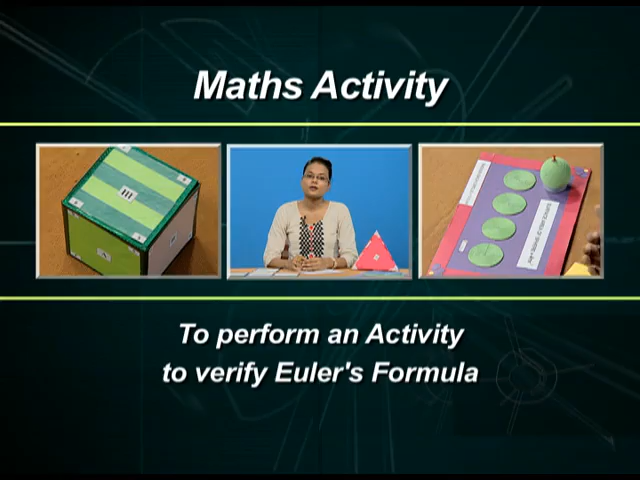 Maths Activity
To perform an Activity
to verify Euler's Formula